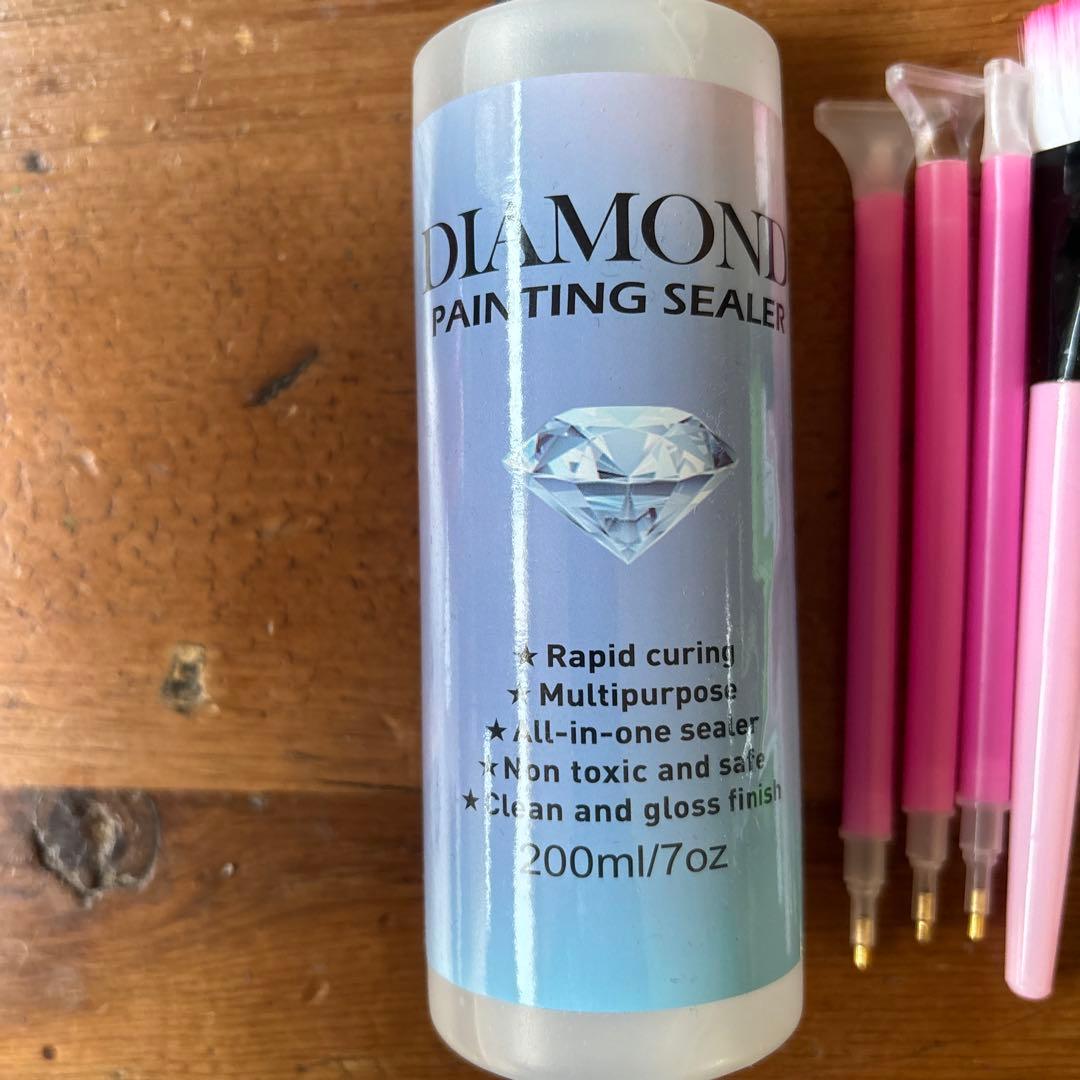 DIAMOND
PAINTING SEALER
★ Rapid curing
★ Multipurpose
★ All-in-one sealer
★ Non toxic and safe
★ Clean and gloss finish
200ml/7oz